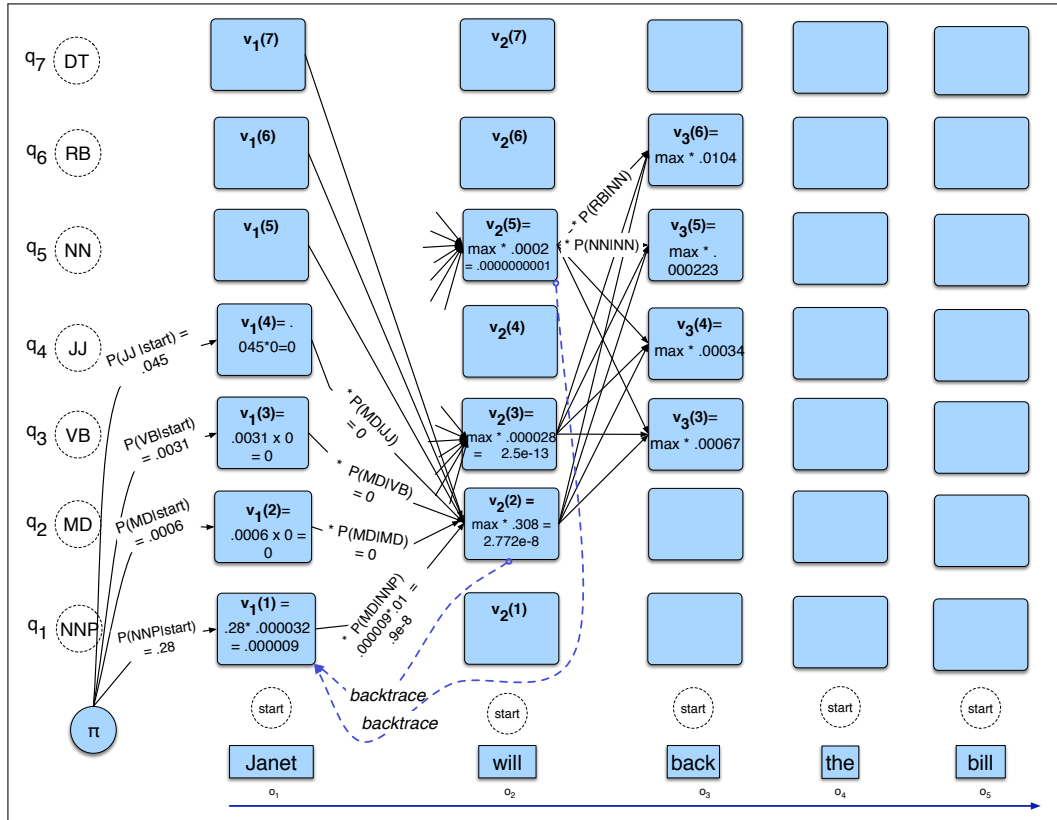 q7 DT
v1(7)
v2(7)
q6 RB
v1(6)
v2(6)
v3(6)=
max * .0104
q5 NN
v1(5)
v2(5)=
max * .0002
= .0000000001
* P(RB|NN)
* P(NN|NN)
v3(5)=
max * .
000223
q4 JJ
P(JJ |start) =
.045
v1(4)= .
045*0=0
* P(MD|JJ)
= 0
v2(4)
v3(4)=
max * .00034
q3 VB
P(VB|start)
= .0031
v1(3)=
.0031 x 0
= 0
* P(MD|VB)
= 0
v2(3)=
max * .000028
= 2.5e-13
v3(3)=
max * .00067
q2 MD
P(MD|start)
= .0006
v1(2)=
.0006 x 0 =
0
* P(MD|MD)
= 0
v2(2) =
max * .308 =
2.772e-8
q1 NNP
P(NNP|start)
= .28
v1(1) =
.28* .000032
= .000009
* P(MD|NNP)
.000009*.01 =
.9e-8
v2(1)
backtrace
backtrace
π
start
start
start
start
start
Janet
will
back
the
bill
o1
o2
o3
o4
o5